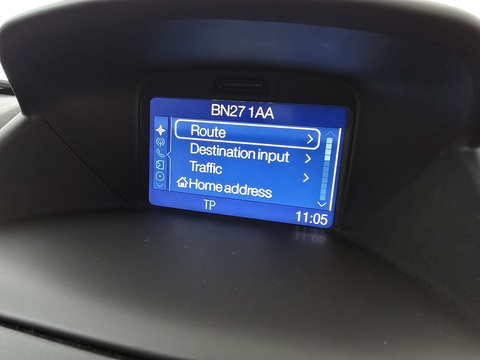 BN27 1AA
Route
Destination input
Traffic
Home address
TP
11:05